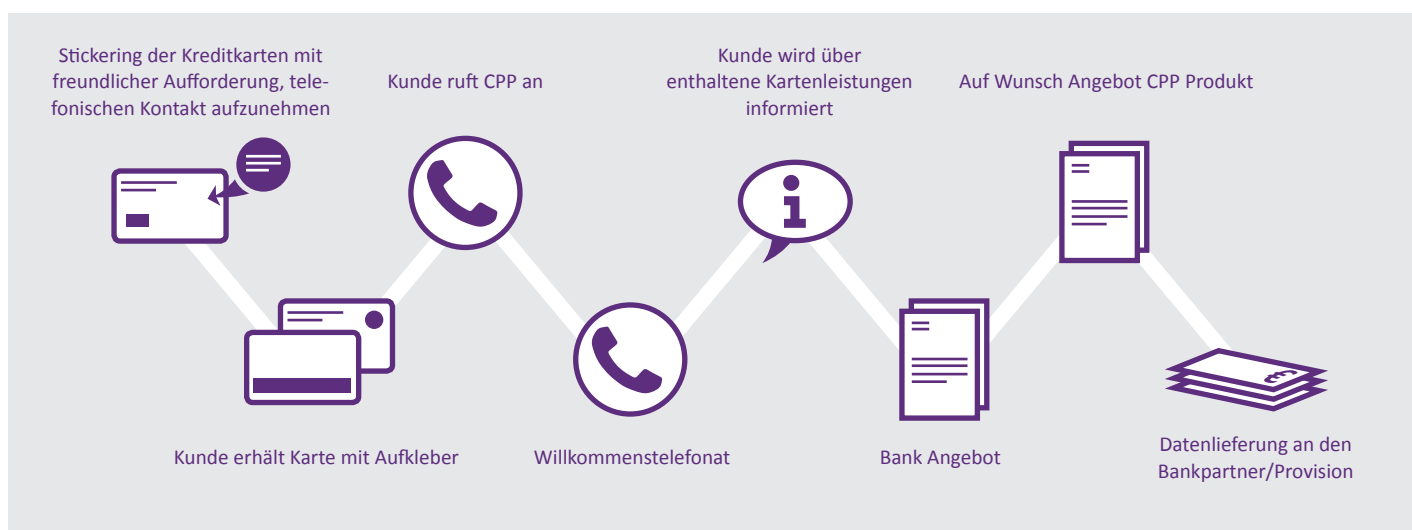 Stickering der Kreditkarten mit
freundlicher Aufforderung, tele-
fonischen Kontakt aufzunehmen
Kunde erhält Karte mit Aufkleber
Kunde ruft CPP an
Willkommenstelefonat
Kunde wird über
enthaltene Kartenleistungen
informiert
Bank Angebot
Auf Wunsch Angebot CPP Produkt
Datenlieferung an den
Bankpartner/Provision